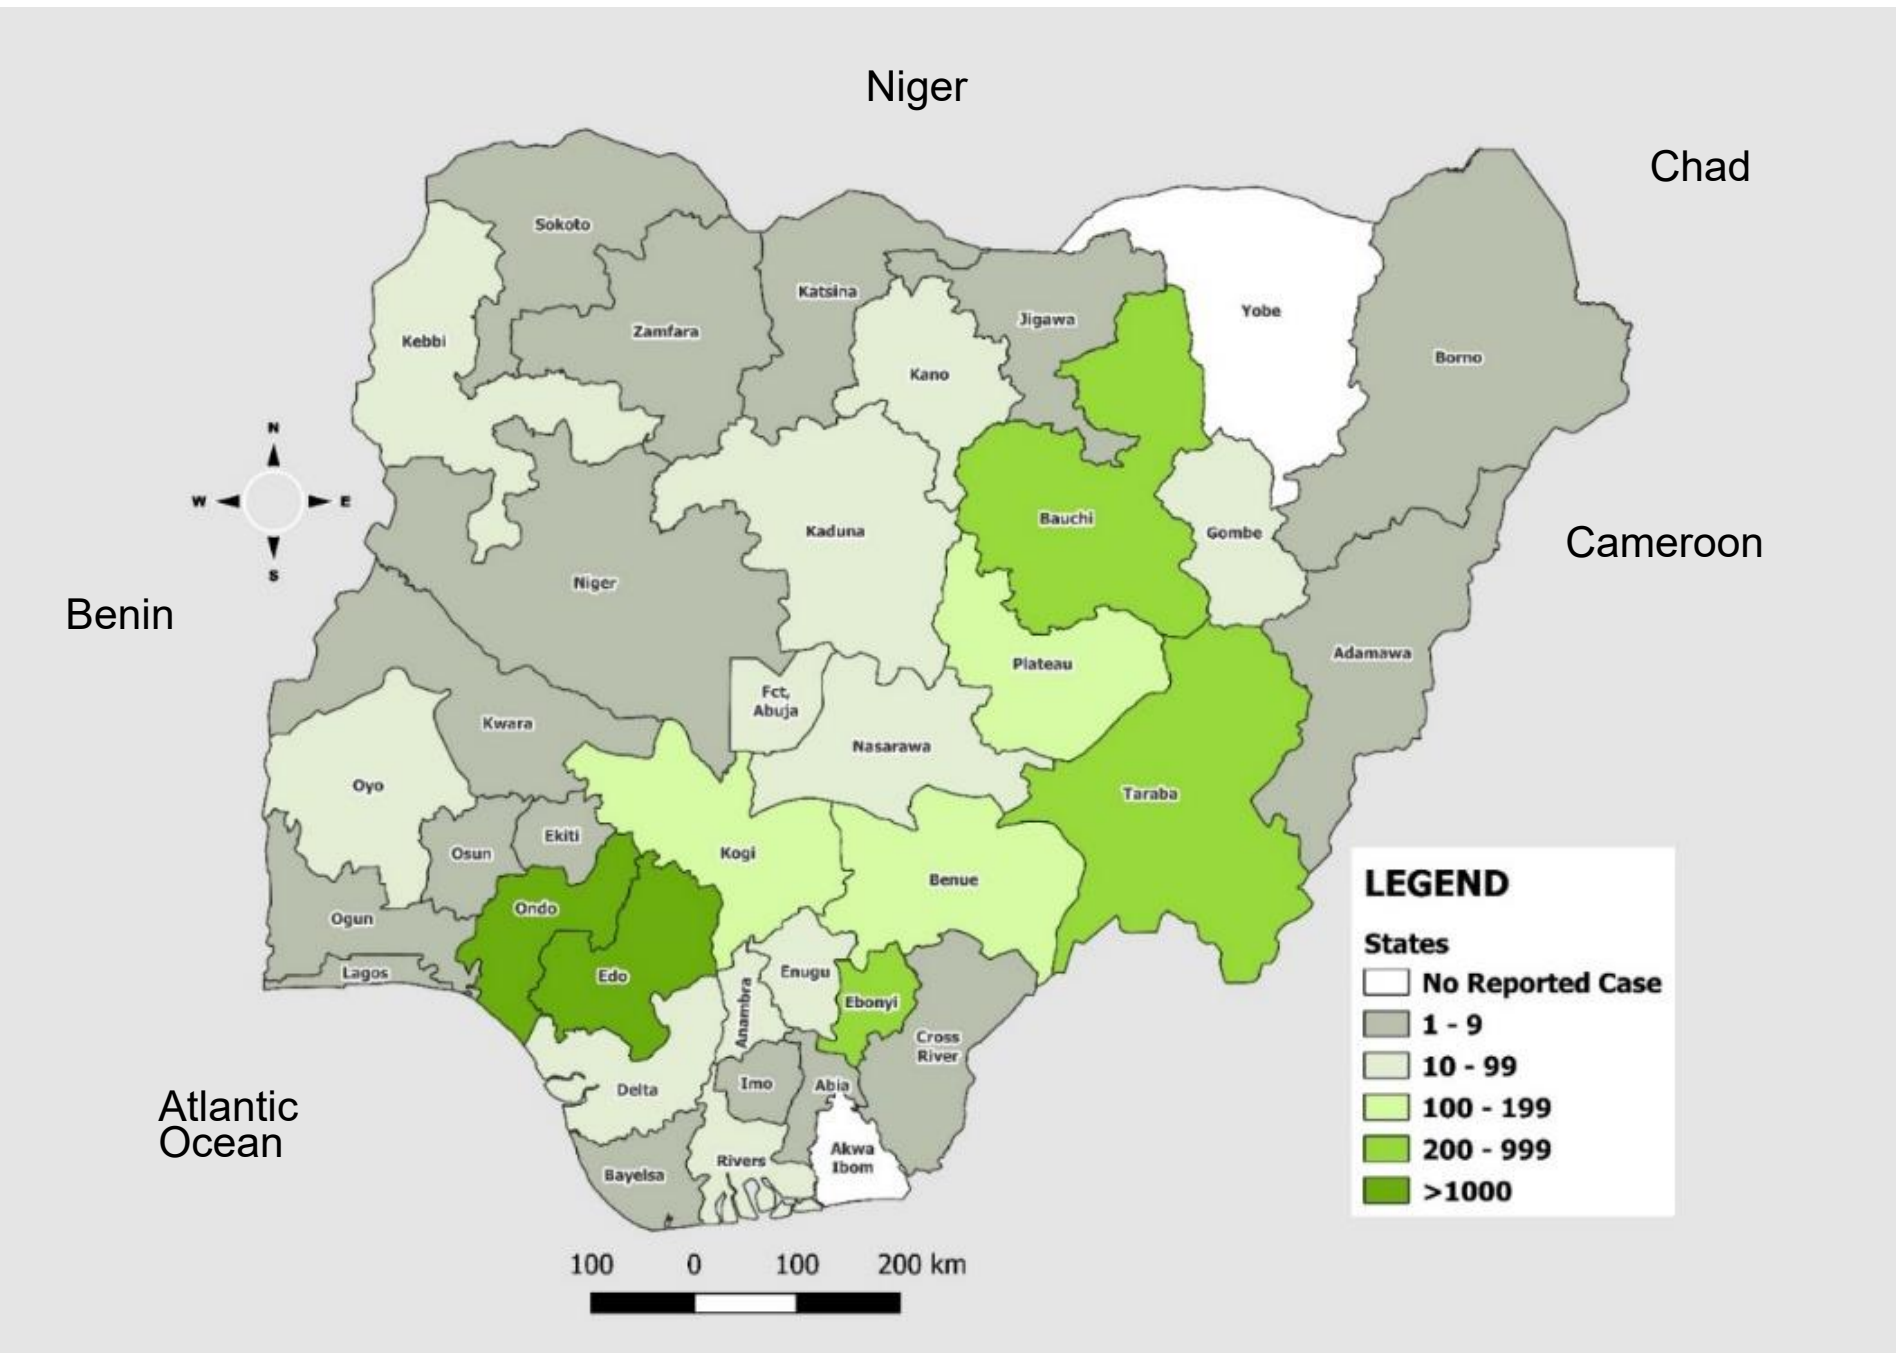 Niger
Chad
Sokoto
Katsina
Jigawa
Yobe
Zamfara
Kebbi
Borno
Kano
N
W
E
S
Bauchi
Kaduna
Gombe
Cameroon
Niger
Benin
Adamawa
Plateau
Fct,
Abuja
Kwara
Nasarawa
Oyo
Taraba
Ekiti
Osun
Kogi
Benue
Ondo
Ogun
Lagos
Edo
Enugu
Ebonyi
Anambra
Cross
River
Imo
Abia
Delta
Atlantic
Ocean
Akwa
Ibom
Rivers
Bayelsa
LEGEND
States
No Reported Case
1 - 9
10 - 99
100 - 199
200 - 999
>1000
100 0 100 200 km